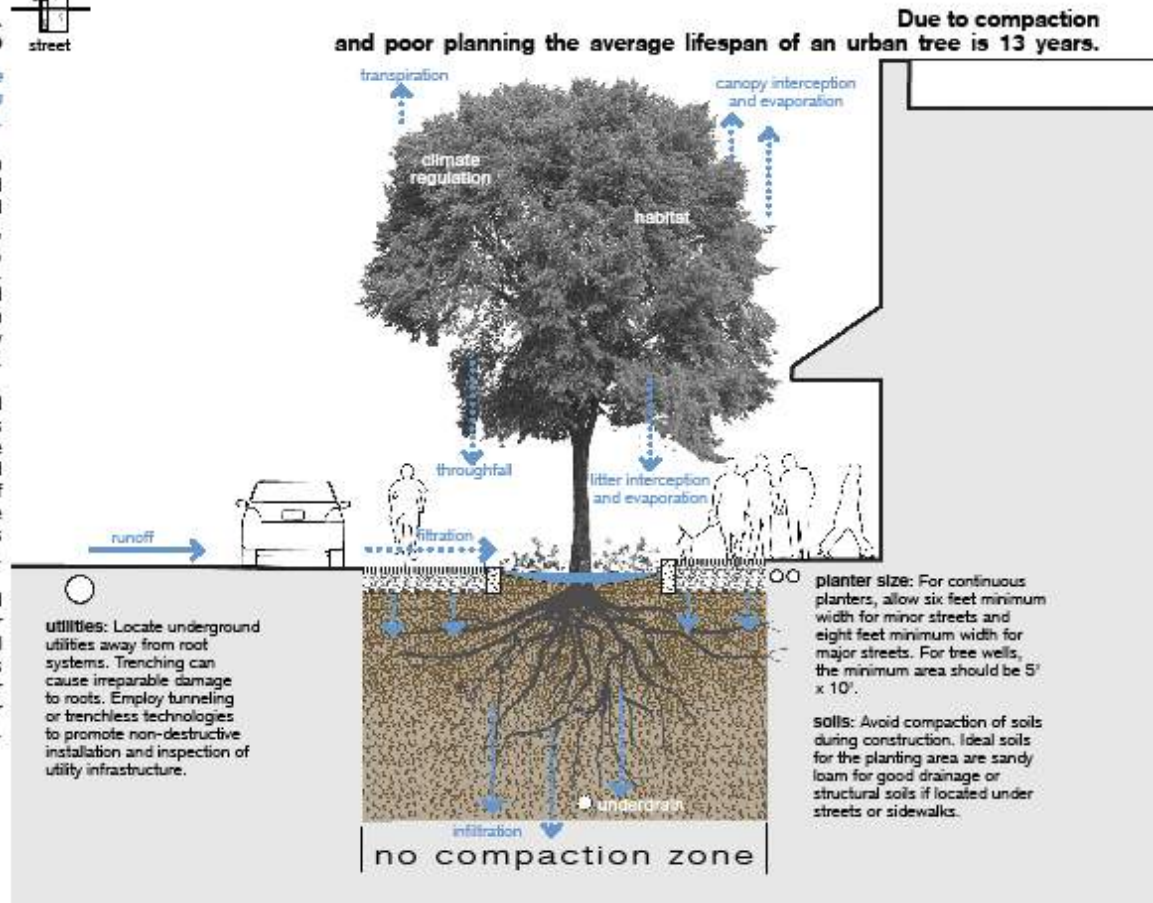 street
Due to compaction
and poor planning the average lifespan of an urban tree is 13 years.
transpiration
canopy interception
and evaporation
climate
regulation
habitat
throughfall
litter interception
and evaporation
runoff
filtration
utilities: Locate underground
utilities away from root
systems. Trenching can
cause irreparable damage
to roots. Employ tunneling
or trenchless technologies
to promote non-destructive
installation and inspection of
utility infrastructure.
planter size: For continuous
planters, allow six feet minimum
width for minor streets and
eight feet minimum width for
major streets. For tree wells,
the minimum area should be 5'
x 10'.
soils: Avoid compaction of soils
during construction. Ideal soils
for the planting area are sandy
loam for good drainage or
structural soils if located under
streets or sidewalks.
underdrain
infiltration
no compaction zone